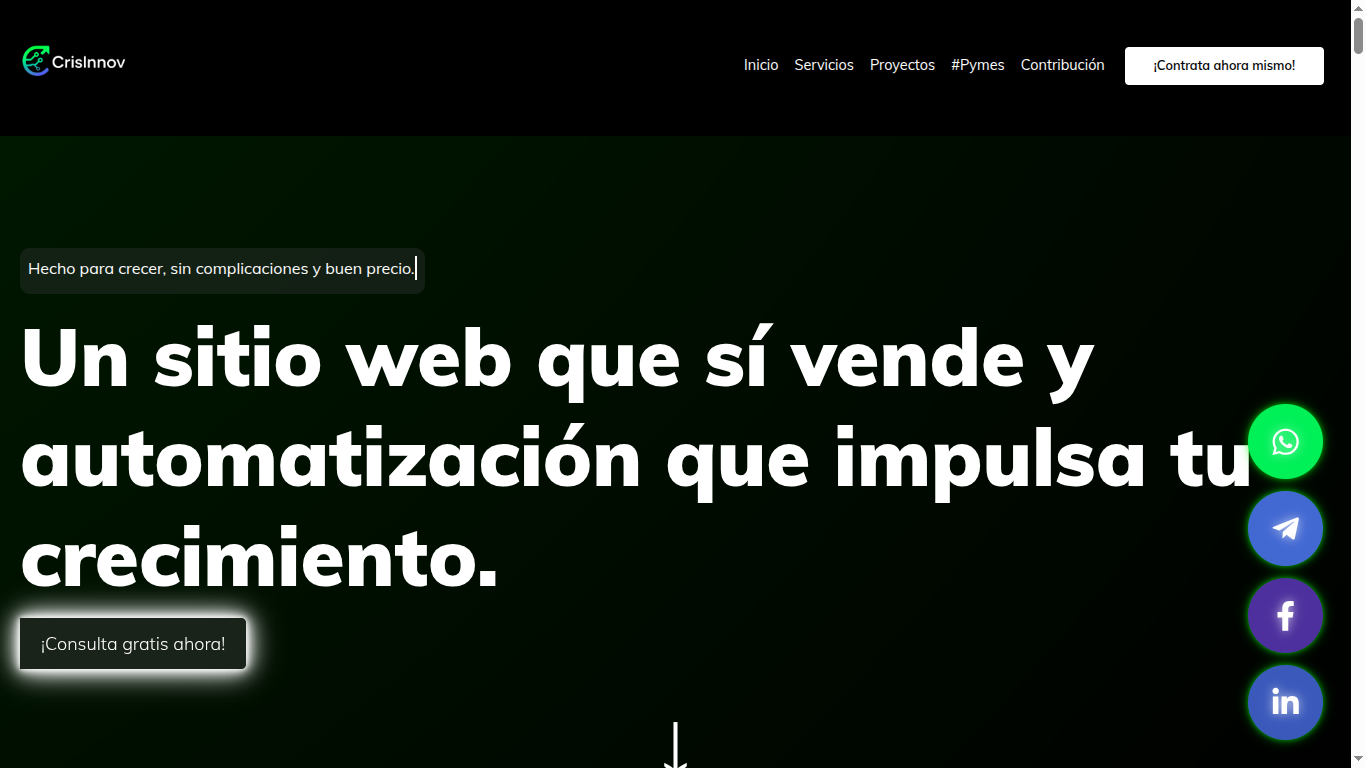 CrisInnov
Inicio Servicios Proyectos #Pymes Contribución ¡Contrata ahora mismo!
Hecho para crecer, sin complicaciones y buen precio.
Un sitio web que sí vende y
automatización que impulsa tu
crecimiento.
¡Consulta gratis ahora!